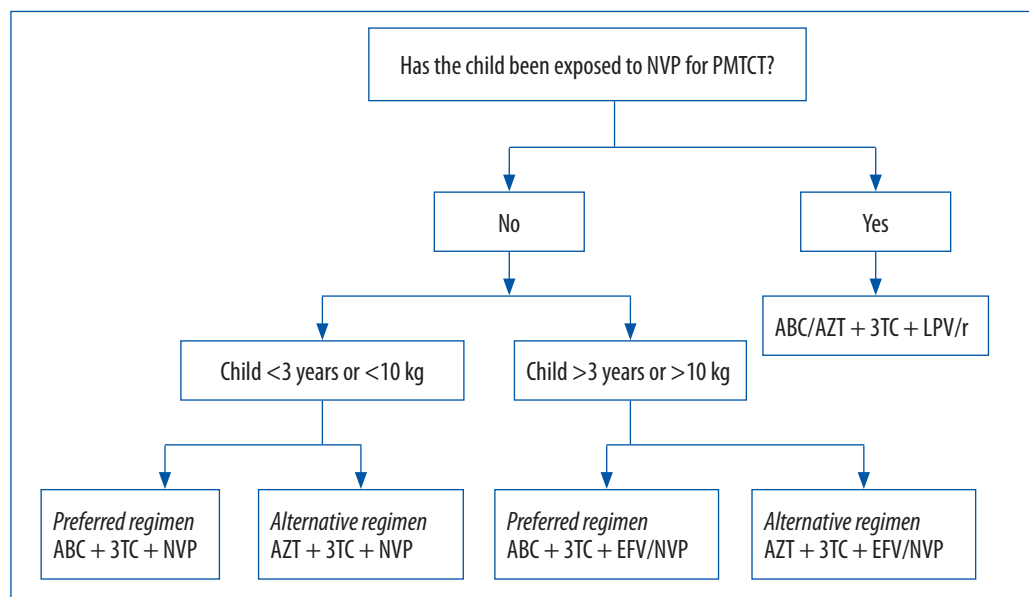 Has the child been exposed to NVP for PMTCT?
No
Yes
ABC/AZT + 3TC + LPV/r
Child <3 years or <10 kg
Child >3 years or >10 kg
Preferred regimen
ABC + 3TC + NVP
Alternative regimen
AZT + 3TC + NVP
Preferred regimen
ABC + 3TC + EFV/NVP
Alternative regimen
AZT + 3TC + EFV/NVP